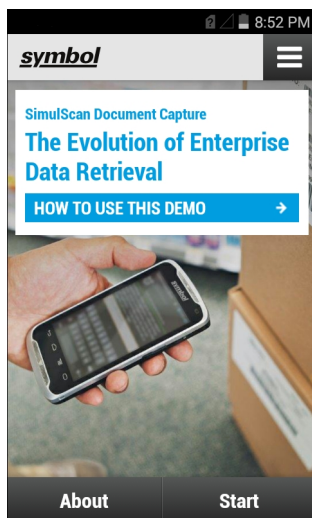 8:52 PM
symbol
SimulScan Document Capture
The Evolution of Enterprise
Data Retrieval
HOW TO USE THIS DEMO
symbol
About
Start